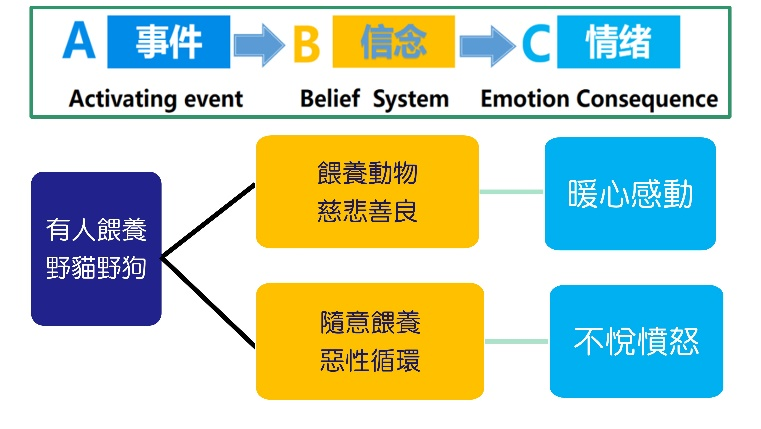 A 事件 B 信念 C 情绪
Activating event Belief System Emotion Consequence
有人餵養
野貓野狗
餵養動物
慈悲善良
暖心感動
隨意餵養
惡性循環
不悅憤怒